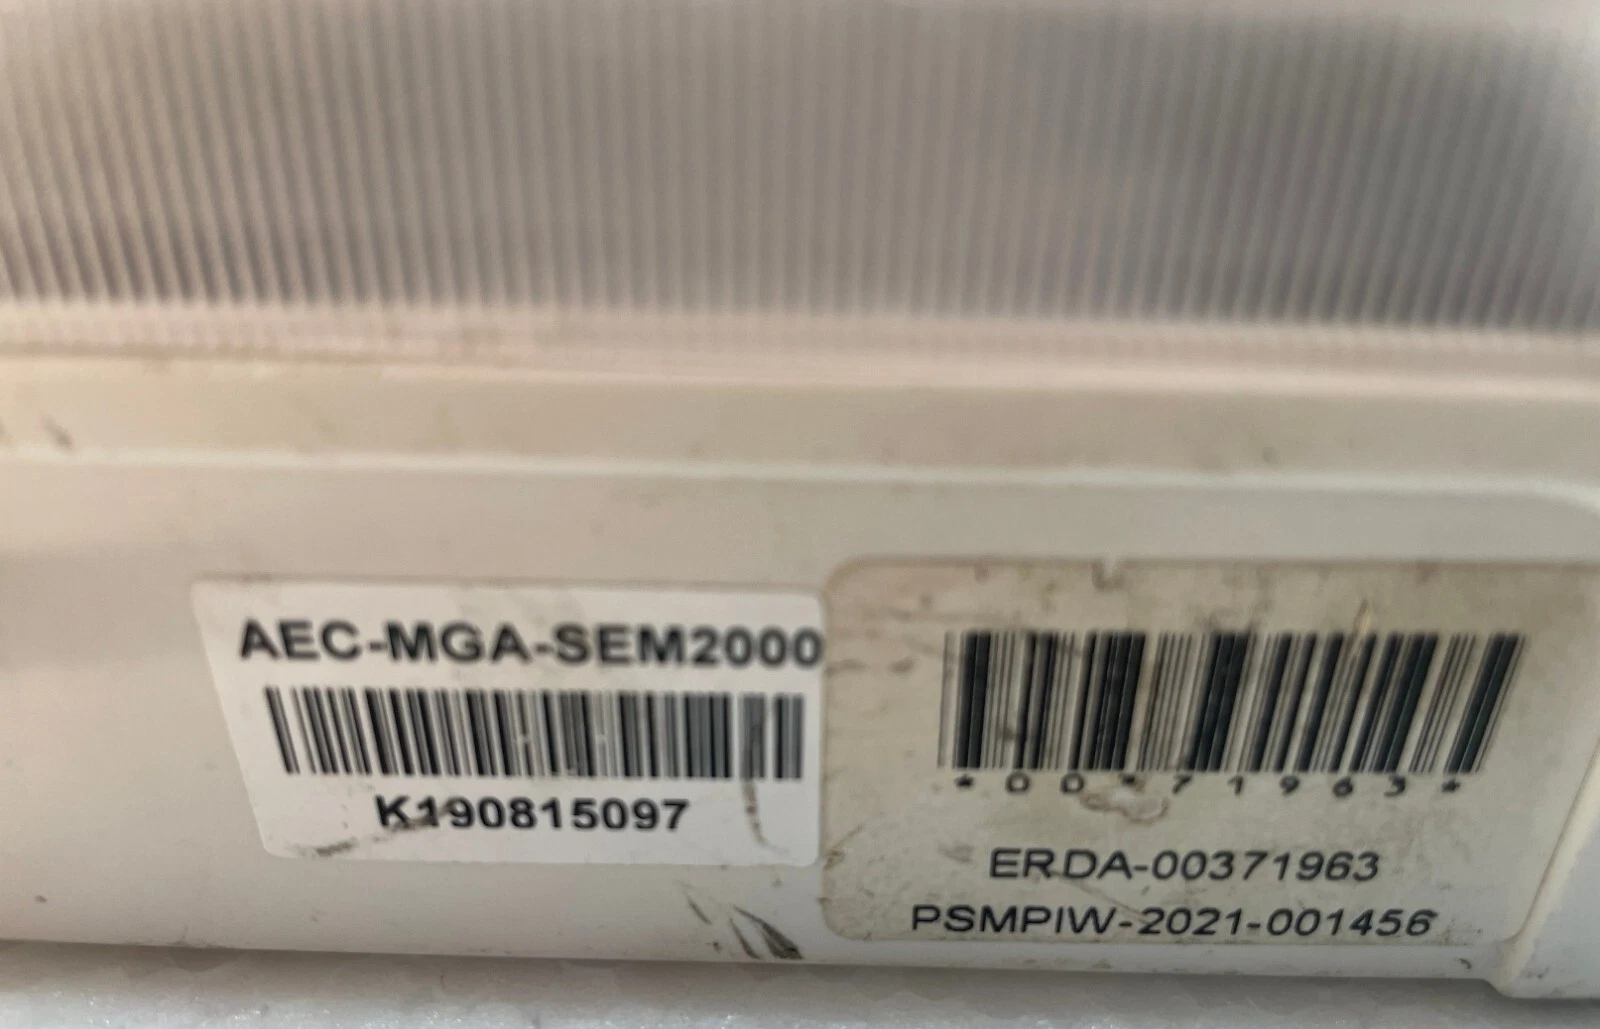 AEC-MGA-SEM2000
K190815097
*00371963*
ERDA-00371963
PSMPIW-2021-001456